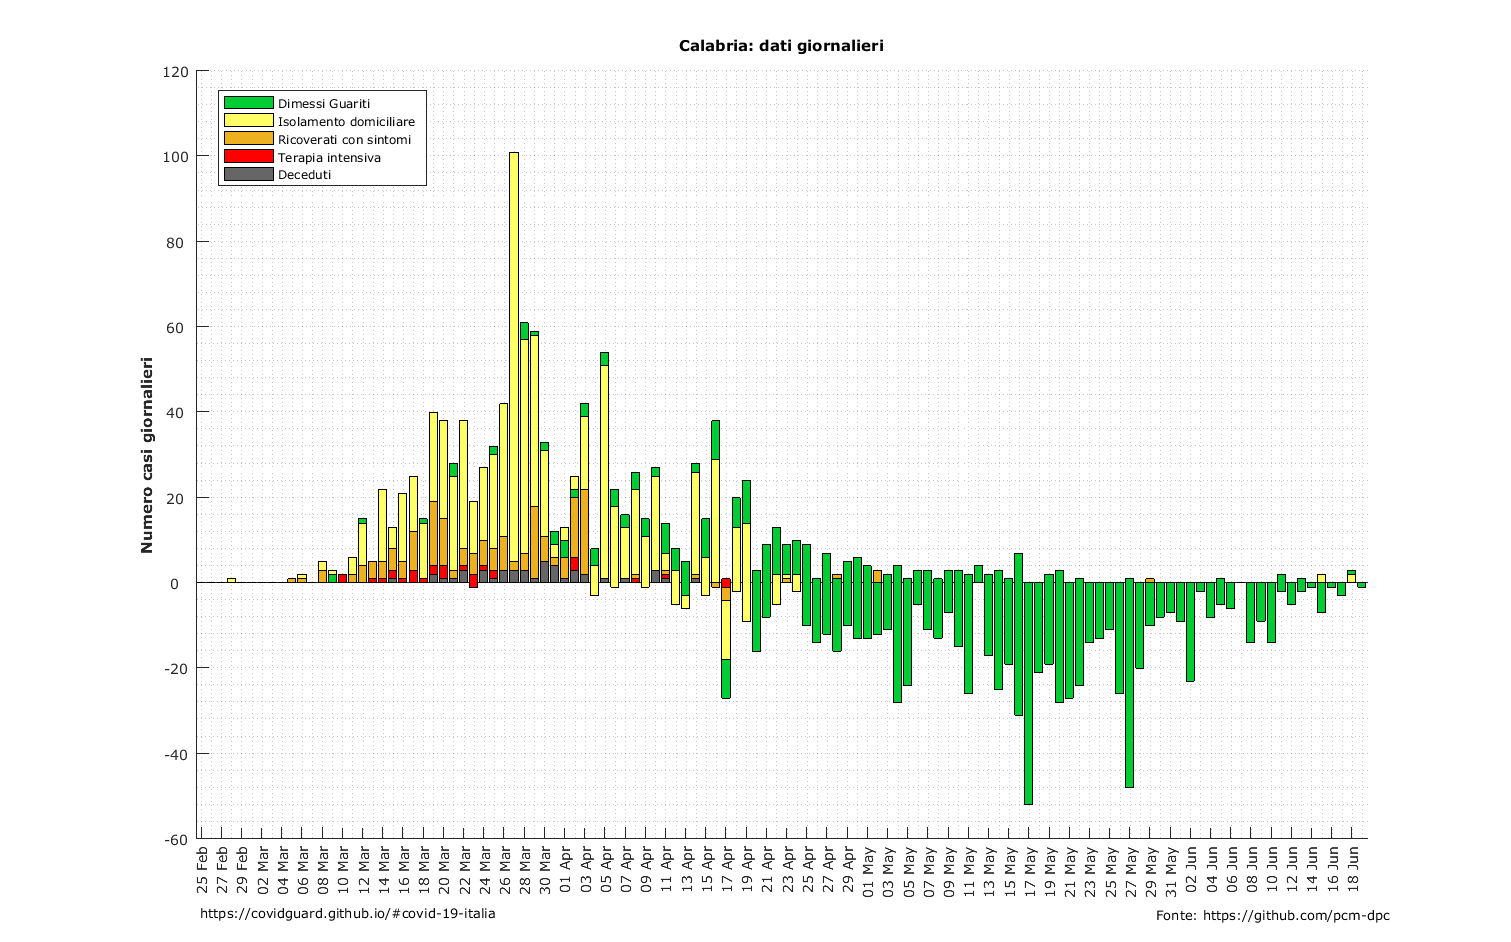 Calabria: dati giornalieri
120
100
80
60
40
20
0
-20
-40
-60
Numero casi giornalieri
Dimessi Guariti
Isolamento domiciliare
Ricoverati con sintomi
Terapia intensiva
Deceduti
25 Feb
27 Feb
29 Feb
02 Mar
04 Mar
06 Mar
08 Mar
10 Mar
12 Mar
14 Mar
16 Mar
18 Mar
20 Mar
22 Mar
24 Mar
26 Mar
28 Mar
30 Mar
01 Apr
03 Apr
05 Apr
07 Apr
09 Apr
11 Apr
13 Apr
15 Apr
17 Apr
19 Apr
21 Apr
23 Apr
25 Apr
27 Apr
29 Apr
01 May
03 May
05 May
07 May
09 May
11 May
13 May
15 May
17 May
19 May
21 May
23 May
25 May
27 May
29 May
31 May
02 Jun
04 Jun
06 Jun
08 Jun
10 Jun
12 Jun
14 Jun
16 Jun
18 Jun
https://covidguard.github.io/#covid-19-italia
Fonte: https://github.com/pcm-dpc